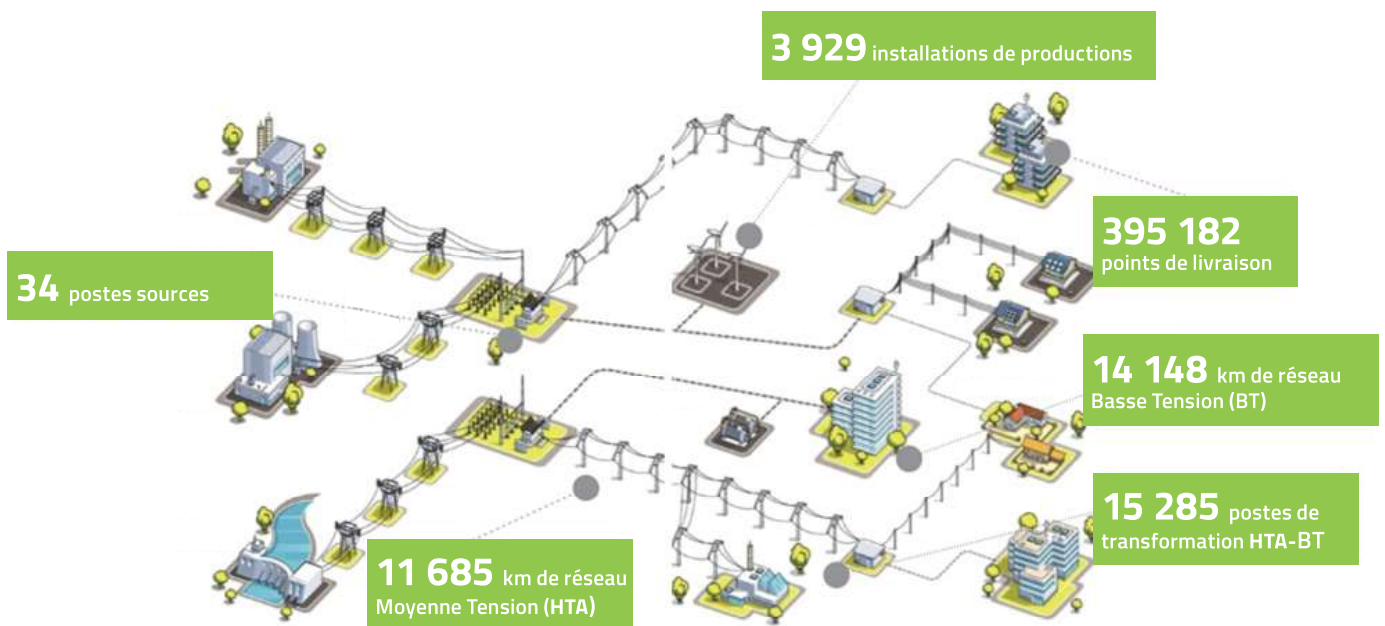 3 929 installations de productions
395 182
points de livraison
34 postes sources
14 148 km de réseau
Basse Tension (BT)
15 285 postes de
transformation HTA-BT
11 685 km de réseau
Moyenne Tension (HTA)